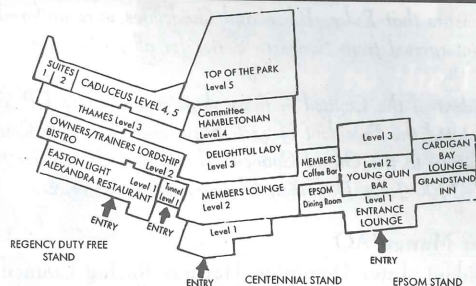 SUITES
1 2
CADUCEUS LEVEL 4, 5
THAMES Level 3
OWNERS/TRAINERS LORDSHIP
BISTRO Level 2
EASTON LIGHT Level 1
ALEXANDRA RESTAURANT
Tunnel
Level 1
TOP OF THE PARK
Level 5
Committee
HAMBLETONIAN
Level 4
DELIGHTFUL LADY
Level 3
MEMBERS LOUNGE
Level 2
Level 1
MEMBERS
Coffee Bar
EPSOM
Dining Room
Level 3
Level 2
YOUNG QUIN
BAR
Level 1
ENTRANCE
LOUNGE
CARDIGAN
BAY
LOUNGE
GRANDSTAND
INN
ENTRY
ENTRY
ENTRY
ENTRY
REGENCY DUTY FREE
STAND
CENTENNIAL STAND
EPSOM STAND